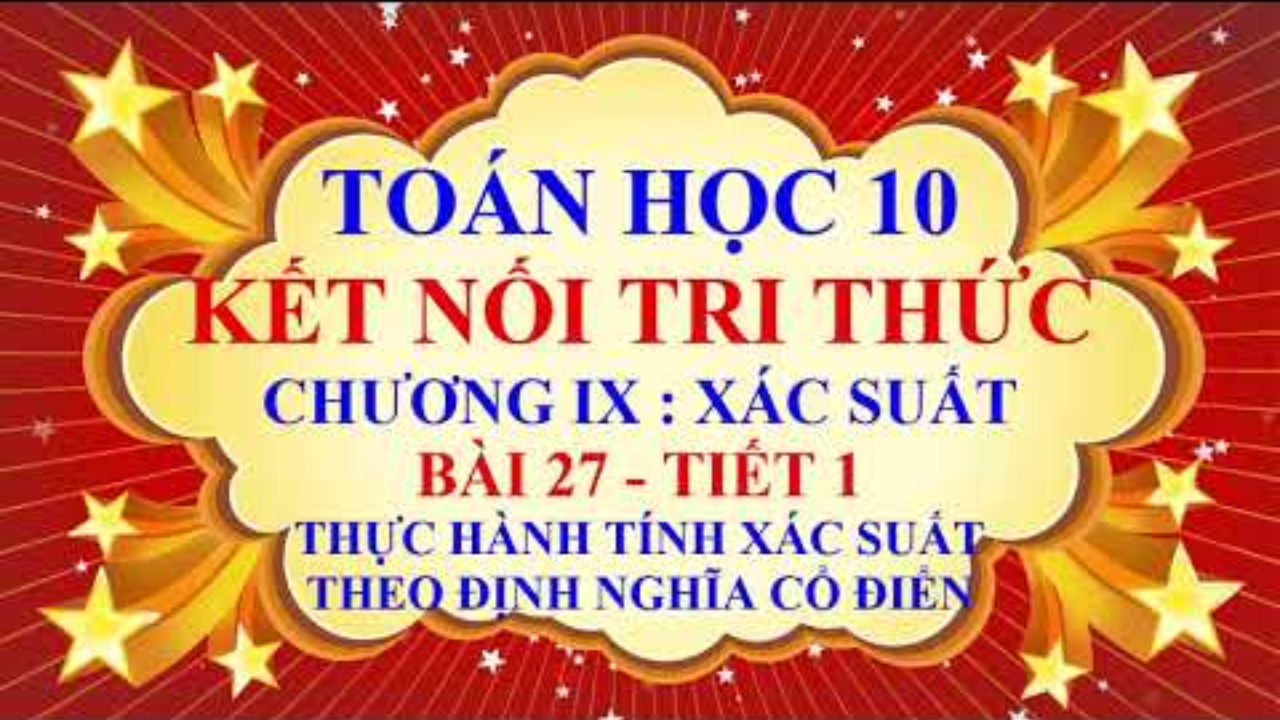 TOÁN HỌC 10
KẾT NỐI TRI THỨC
CHƯƠNG IX : XÁC SUẤT
BÀI 27 - TIẾT 1
THỰC HÀNH TÍNH XÁC SUẤT
THEO ĐỊNH NGHĨA CỔ ĐIỂN